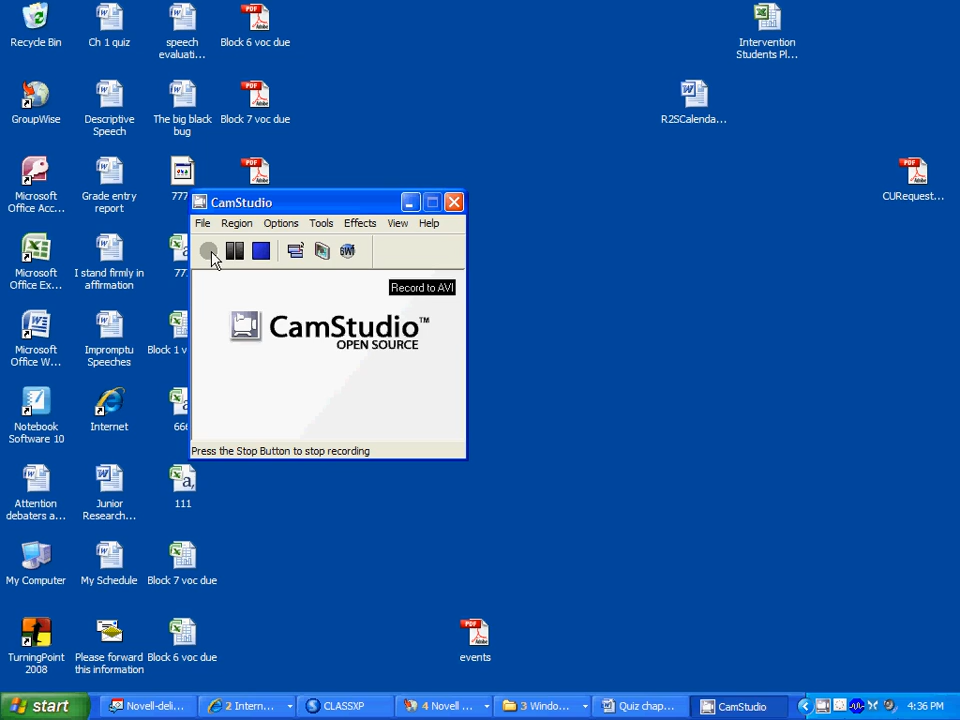 Recycle Bin
Ch 1 quiz
speech
evaluati...
Block 6 voc due
Intervention
Students Pl...
GroupWise
Descriptive
Speech
The big black
bug
Block 7 voc due
R2SCalenda...
Microsoft
Office Acc...
Grade entry
report
777
CURequest...
CamStudio
File Region Options Tools Effects View Help
Microsoft
Office Ex...
I stand firmly in
affirmation
77
Record to AVI
CamStudio™
OPEN SOURCE
Microsoft
Office W...
Impromptu
Speeches
Block 1 v
Notebook
Software 10
Internet
666
Press the Stop Button to stop recording
Attention
debaters a...
Junior
Research...
111
My Computer
My Schedule
Block 7 voc due
TurningPoint
2008
Please forward
this information
Block 6 voc due
events
start Novell-deli... 2 Intern... CLASSXP 4 Novell ... 3 Windo... Quiz chap... CamStudio 4:36 PM